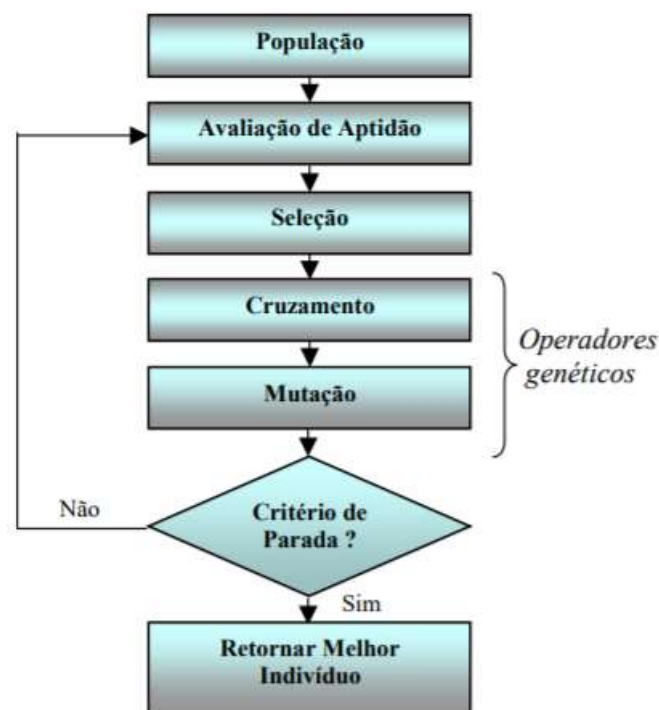 População
Avaliação de Aptidão
Seleção
Cruzamento
Operadores
genéticos
Mutação
Não
Critério de
Parada ?
Sim
Retornar Melhor
Indivíduo